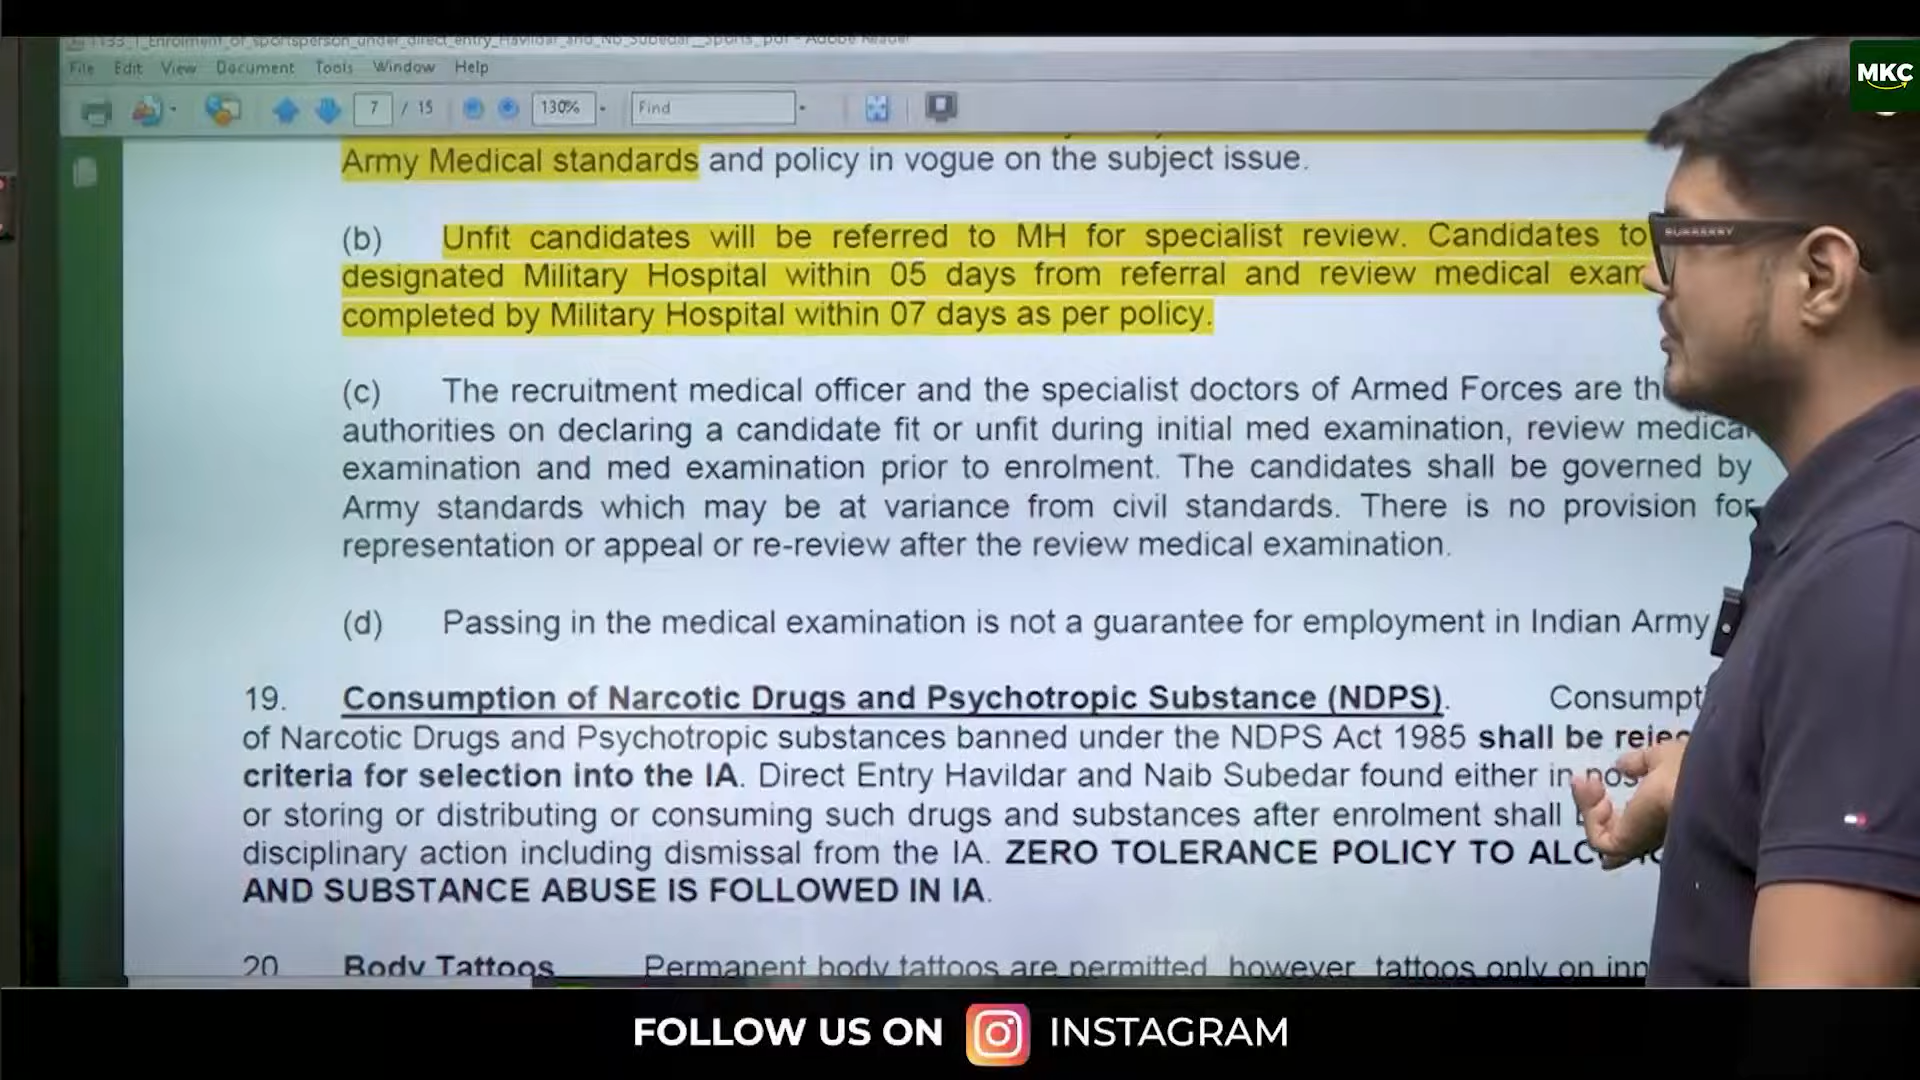 1133_1_Enrolment_of_sportsperson_under_direct_entry_Havildar_and_Nb_Subedar__Sports_.pdf - Adobe Reader
File Edit View Document Tools Window Help
MKC
7 / 15 130% Find
Army Medical standards and policy in vogue on the subject issue.
(b) Unfit candidates will be referred to MH for specialist review. Candidates to
BURBERRY
designated Military Hospital within 05 days from referral and review medical exam
completed by Military Hospital within 07 days as per policy.
(c) The recruitment medical officer and the specialist doctors of Armed Forces are th
authorities on declaring a candidate fit or unfit during initial med examination, review medical
examination and med examination prior to enrolment. The candidates shall be governed by
Army standards which may be at variance from civil standards. There is no provision for
representation or appeal or re-review after the review medical examination.
(d) Passing in the medical examination is not a guarantee for employment in Indian Army
19. Consumption of Narcotic Drugs and Psychotropic Substance (NDPS). Consumpti
of Narcotic Drugs and Psychotropic substances banned under the NDPS Act 1985 shall be rejec
criteria for selection into the IA. Direct Entry Havildar and Naib Subedar found either in pos
or storing or distributing or consuming such drugs and substances after enrolment shall
disciplinary action including dismissal from the IA. ZERO TOLERANCE POLICY TO ALCO
AND SUBSTANCE ABUSE IS FOLLOWED IN IA.
20 Body Tattoos Permanent body tattoos are permitted however tattoos only on inn
FOLLOW US ON INSTAGRAM